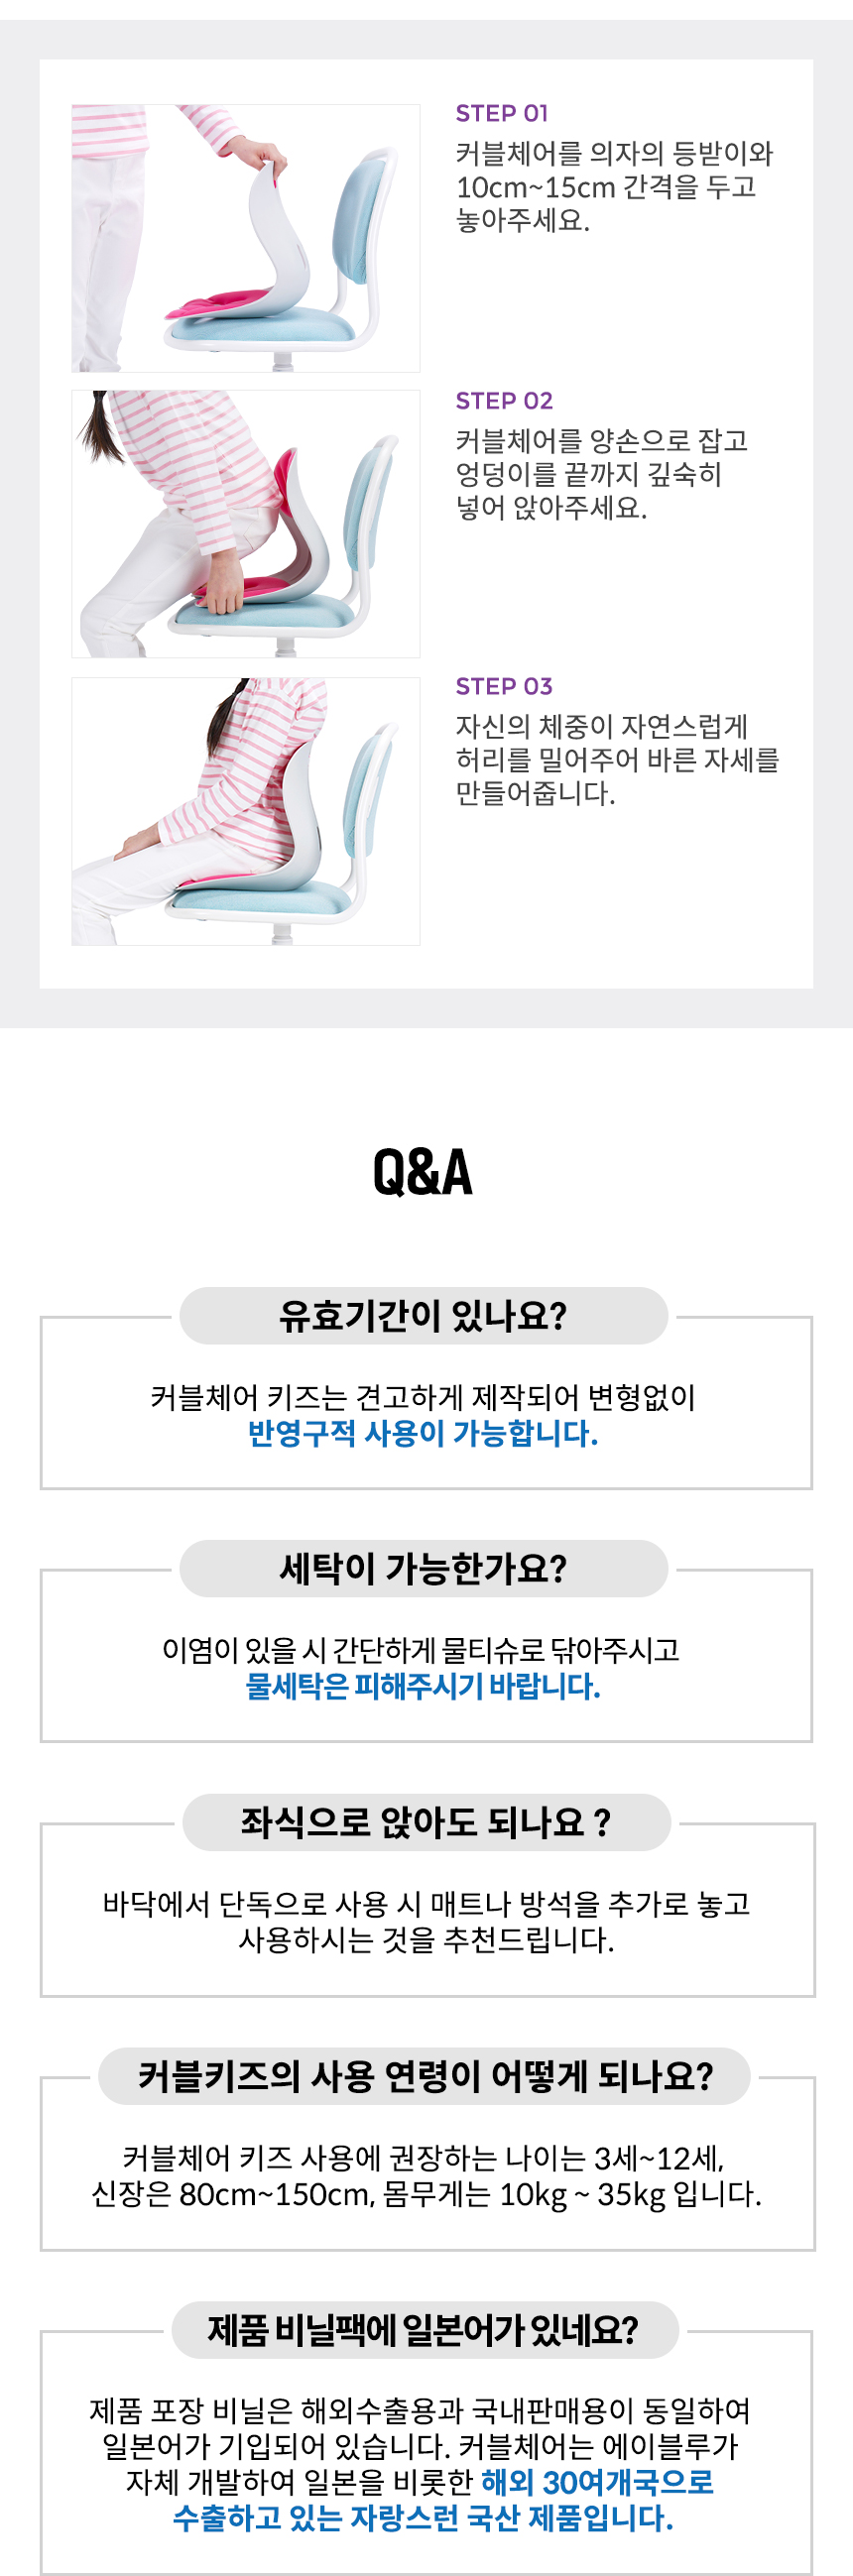 STEP 01
커블체어를 의자의 등받이와
10cm~15cm 간격을 두고
놓아주세요.
STEP 02
커블체어를 양손으로 잡고
엉덩이를 끝까지 깊숙히
넣어 앉아주세요.
STEP 03
자신의 체중이 자연스럽게
허리를 밀어주어 바른 자세를
만들어줍니다.
Q&A
유효기간이 있나요?
커블체어 키즈는 견고하게 제작되어 변형없이
반영구적 사용이 가능합니다.
세탁이 가능한가요?
이염이 있을 시 간단하게 물티슈로 닦아주시고
물세탁은 피해주시기 바랍니다.
좌식으로 앉아도 되나요 ?
바닥에서 단독으로 사용 시 매트나 방석을 추가로 놓고
사용하시는 것을 추천드립니다.
커블키즈의 사용 연령이 어떻게 되나요?
커블체어 키즈 사용에 권장하는 나이는 3세~12세,
신장은 80cm~150cm, 몸무게는 10kg ~ 35kg 입니다.
제품 비닐팩에 일본어가 있네요?
제품 포장 비닐은 해외수출용과 국내판매용이 동일하여
일본어가 기입되어 있습니다. 커블체어는 에이블루가
자체 개발하여 일본을 비롯한 해외 30여개국으로
수출하고 있는 자랑스런 국산 제품입니다.